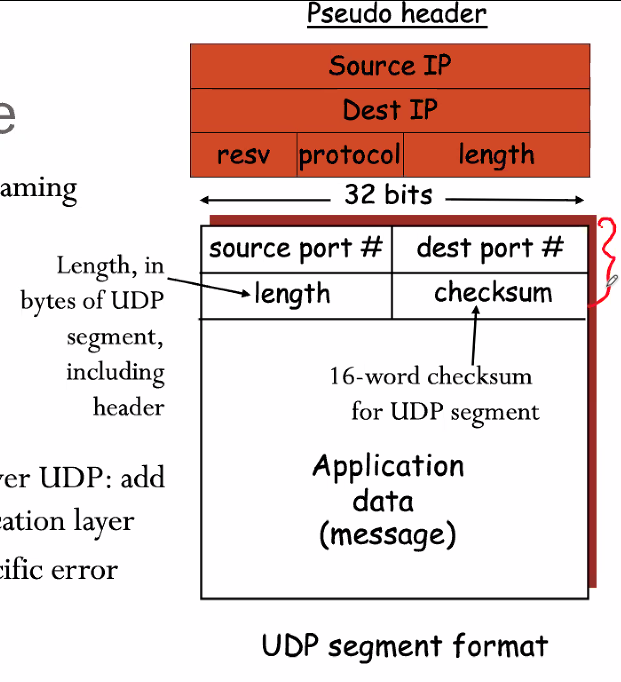 Pseudo header
Source IP
Dest IP
resv protocol length
32 bits
source port # dest port #
length checksum
Length, in
bytes of UDP
segment,
including
header
16-word checksum
for UDP segment
Application
data
(message)
UDP segment format
e
aming
ver UDP: add
cation layer
cific error